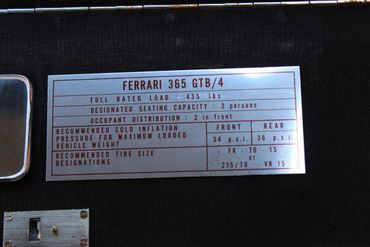 FERRARI 365 GTB/4
FULL RATED LOAD - 435 lbs
DESIGNATED SEATING CAPACITY : 2 persons
OCCUPANT DISTRIBUTION : 2 in front
RECOMMENDED COLD INFLATION PRESSURE FOR MAXIMUM LOADED VEHICLE WEIGHT
FRONT REAR
34 p.s.i. 36 p.s.i.
RECOMMENDED TIRE SIZE DESIGNATIONS
FR - 70 - 15
or
215/70 VR 15